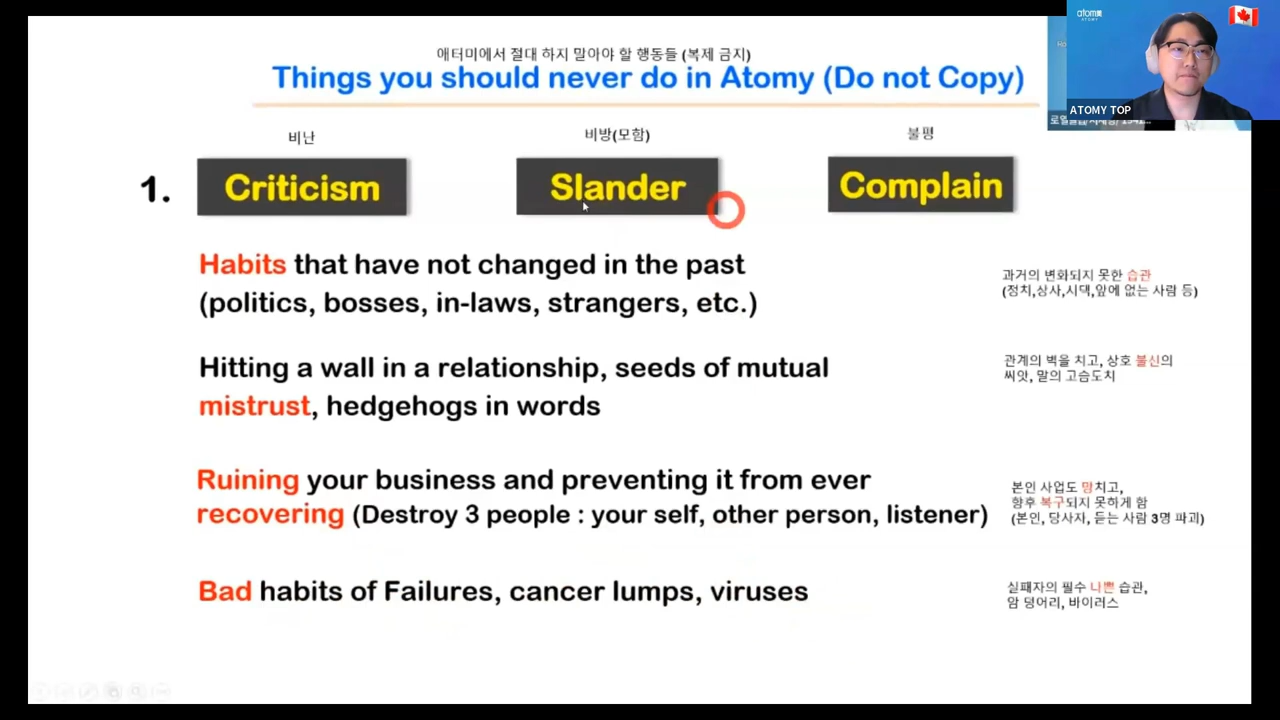 애터미에서 절대 하지 말아야 할 행동들 (복제 금지)
Things you should never do in Atomy (Do not Copy)
atom美
ATOMY
ATOMY TOP
비난
비방(모함)
불평
1.
Criticism
Slander
Complain
Habits that have not changed in the past
(politics, bosses, in-laws, strangers, etc.)
과거의 변화되지 못한 습관
(정치,상사,시댁,앞에 없는 사람 등)
Hitting a wall in a relationship, seeds of mutual
mistrust, hedgehogs in words
관계의 벽을 치고, 상호 불신의
씨앗, 말의 고슴도치
Ruining your business and preventing it from ever
recovering (Destroy 3 people : your self, other person, listener)
본인 사업도 망치고,
향후 복구되지 못하게 함
(본인, 당사자, 듣는 사람 3명 파괴)
Bad habits of Failures, cancer lumps, viruses
실패자의 필수 나쁜 습관,
암 덩어리, 바이러스